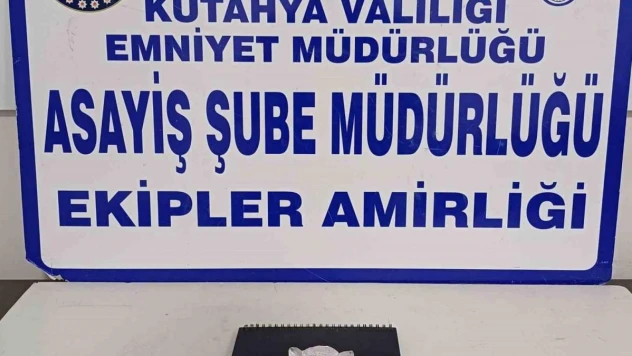 KÜTAHYA VALİLİĞİ
EMNİYET MÜDÜRLÜĞÜ
ASAYİŞ ŞUBE MÜDÜRLÜĞÜ
EKİPLER AMİRLİĞİ